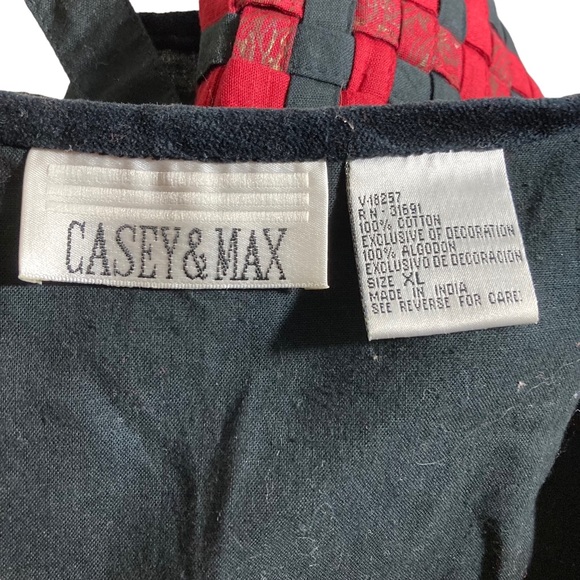 CASEY & MAX
V-18257
RN - 31691
100% COTTON
EXCLUSIVE OF DECORATION
100% ALGODON
EXCLUSIVO DE DECORACIÓN
SIZE XL
MADE IN INDIA
SEE REVERSE FOR CARE!